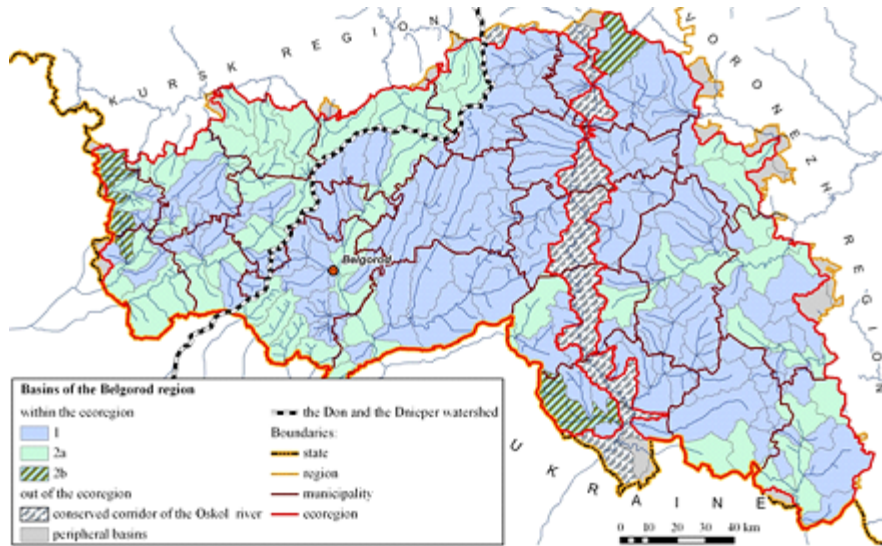 KURSK REGION
VORONEZH REGION
Belgorod
UKRAINE
Basins of the Belgorod region
within the ecoregion
1
2a
2b
out of the ecoregion
conserved corridor of the Oskol river
peripheral basins
the Don and the Dnieper watershed
Boundaries:
state
region
municipality
ecoregion
0 10 20 40 km